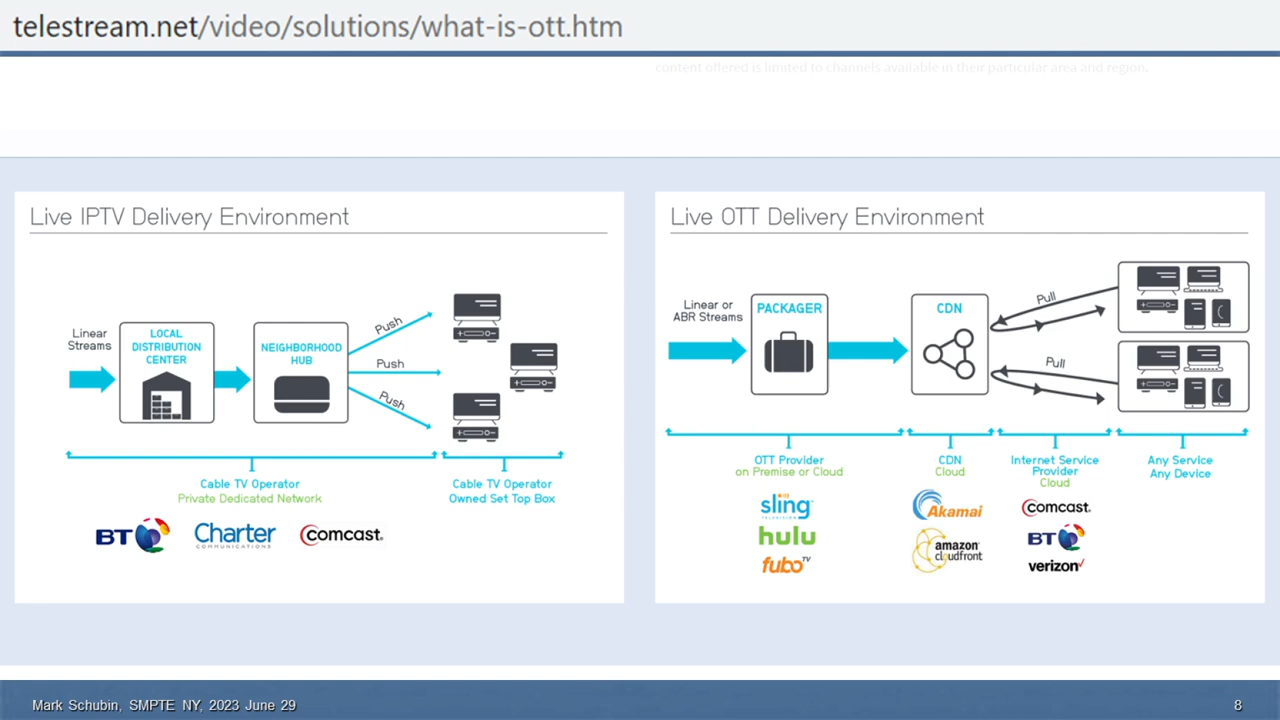 telestream.net/video/solutions/what-is-ott.htm
content offered is limited to channels available in their particular area and region.
Live IPTV Delivery Environment
Linear
Streams
LOCAL
DISTRIBUTION
CENTER
NEIGHBORHOOD
HUB
Push
Push
Push
Cable TV Operator
Private Dedicated Network
Cable TV Operator
Owned Set Top Box
BT
Charter
COMMUNICATIONS
COMCAST
Live OTT Delivery Environment
Linear or
ABR Streams
PACKAGER
CDN
Pull
Pull
OTT Provider
on Premise or Cloud
CDN
Cloud
Internet Service
Provider
Cloud
Any Service
Any Device
sling
TELEVISION
hulu
fuboTV
Akamai
amazon
cloudfront
COMCAST
BT
verizon
Mark Schubin, SMPTE NY, 2023 June 29
8